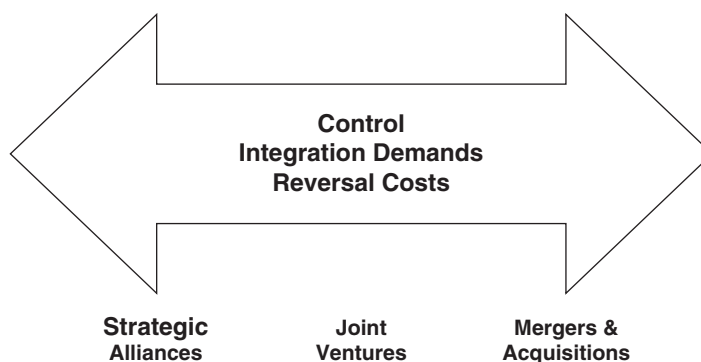 Control
Integration Demands
Reversal Costs
Strategic Joint Mergers &
Alliances Ventures Acquisitions